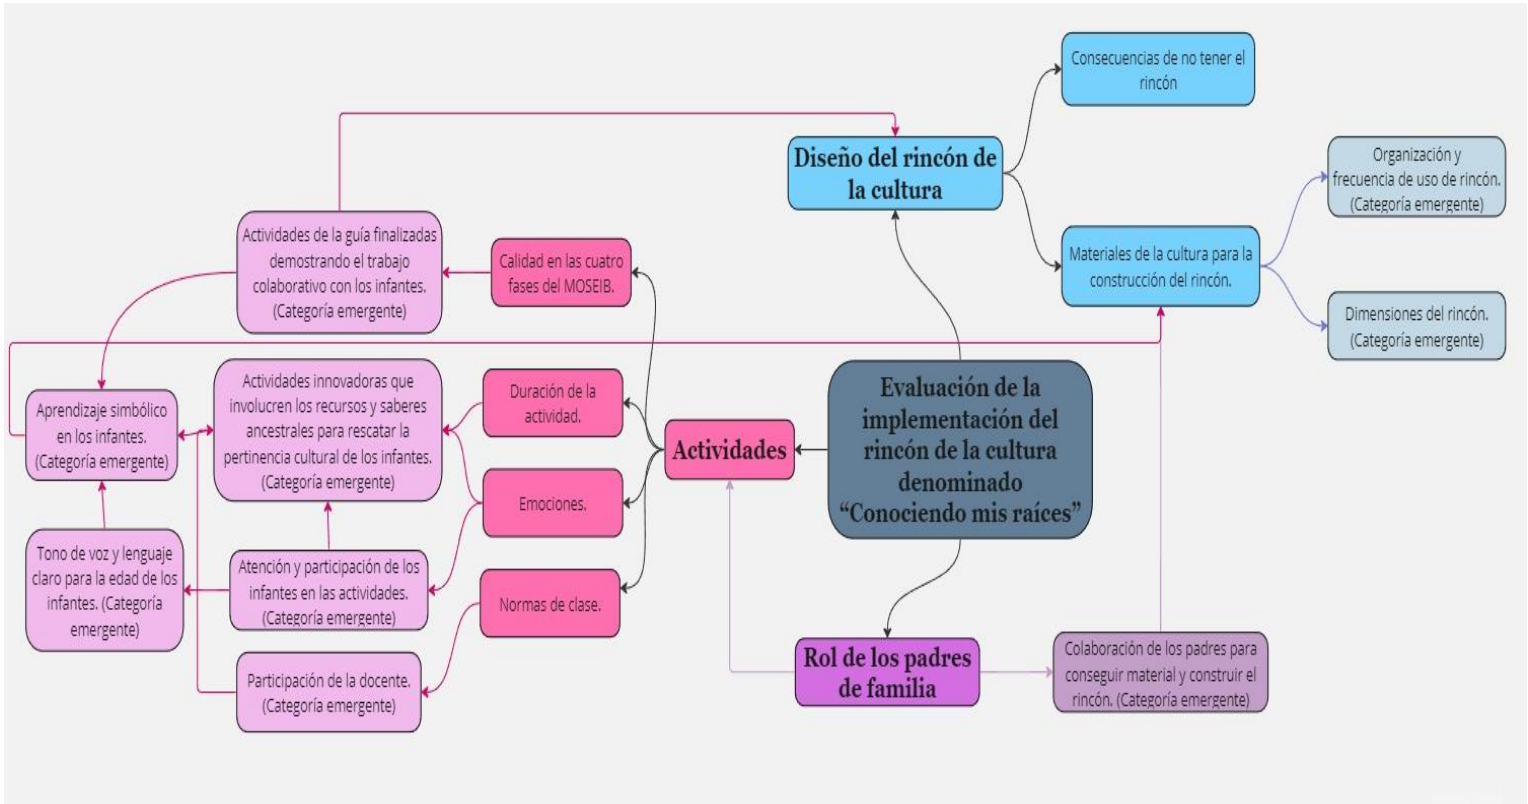 Consecuencias de no tener el
rincón
Diseño del rincón de
la cultura
Organización y
frecuencia de uso de rincón.
(Categoría emergente)
Materiales de la cultura para la
construcción del rincón.
Dimensiones del rincón.
(Categoría emergente)
Actividades de la guía finalizadas
demostrando el trabajo
colaborativo con los infantes.
(Categoría emergente)
Calidad en las cuatro
fases del MOSEIB.
Aprendizaje simbólico
en los infantes.
(Categoría emergente)
Actividades innovadoras que
involucren los recursos y saberes
ancestrales para rescatar la
pertinencia cultural de los infantes.
(Categoría emergente)
Duración de la
actividad.
Emociones.
Actividades
Evaluación de la
implementación del
rincón de la cultura
denominado
“Conociendo mis raíces”
Tono de voz y lenguaje
claro para la edad de los
infantes. (Categoría
emergente)
Atención y participación de los
infantes en las actividades.
(Categoría emergente)
Normas de clase.
Participación de la docente.
(Categoría emergente)
Rol de los padres
de familia
Colaboración de los padres para
conseguir material y construir el
rincón. (Categoría emergente)